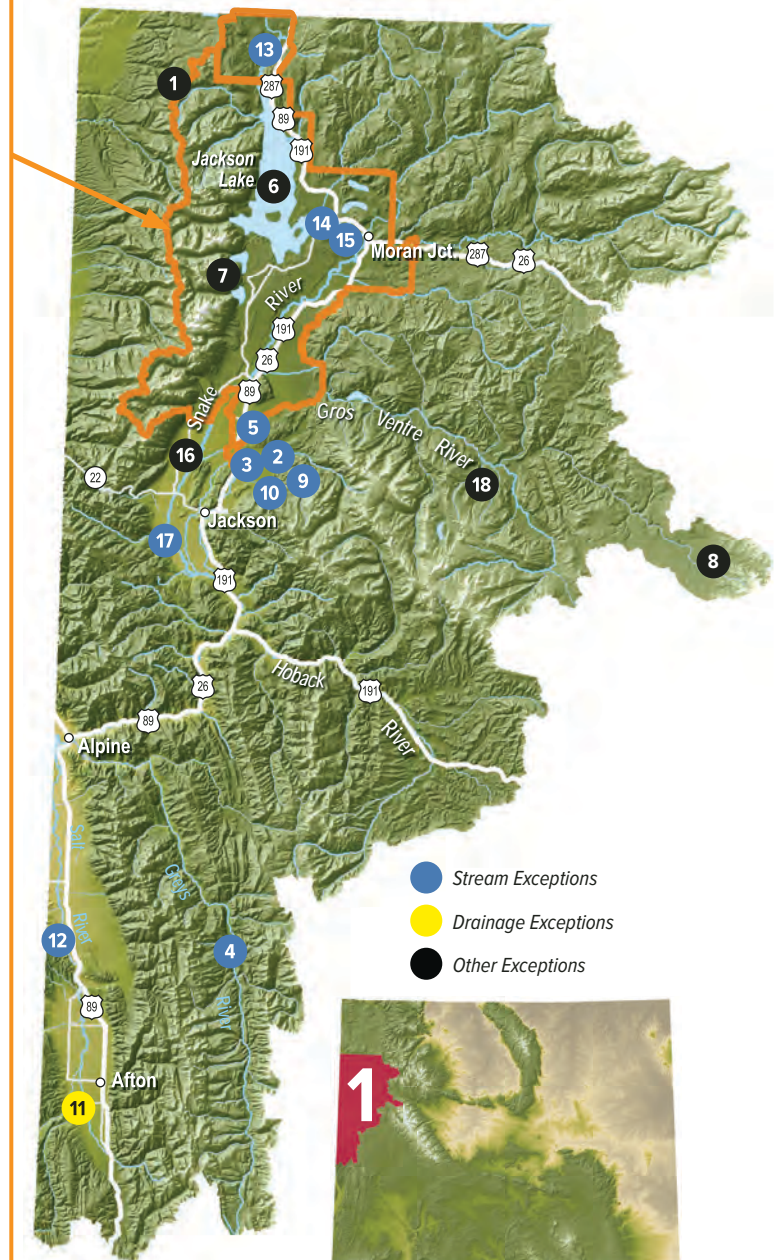 13
1
287
89
191
Jackson
Lake
6
14
15
Moran Jct.
287
26
7
River
191
26
89
Snake
Gros Ventre River
5
16
3
2
9
10
18
22
Jackson
17
8
191
Hoback
River
26
191
89
Alpine
Salt
River
Greys
River
12
4
89
Afton
11
Stream Exceptions
Drainage Exceptions
Other Exceptions
1